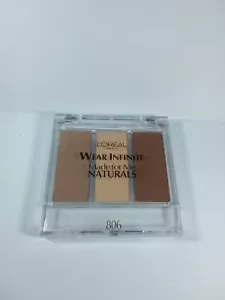 L'ORÉAL
WEAR INFINITÉ
Made for Me
NATURALS
806